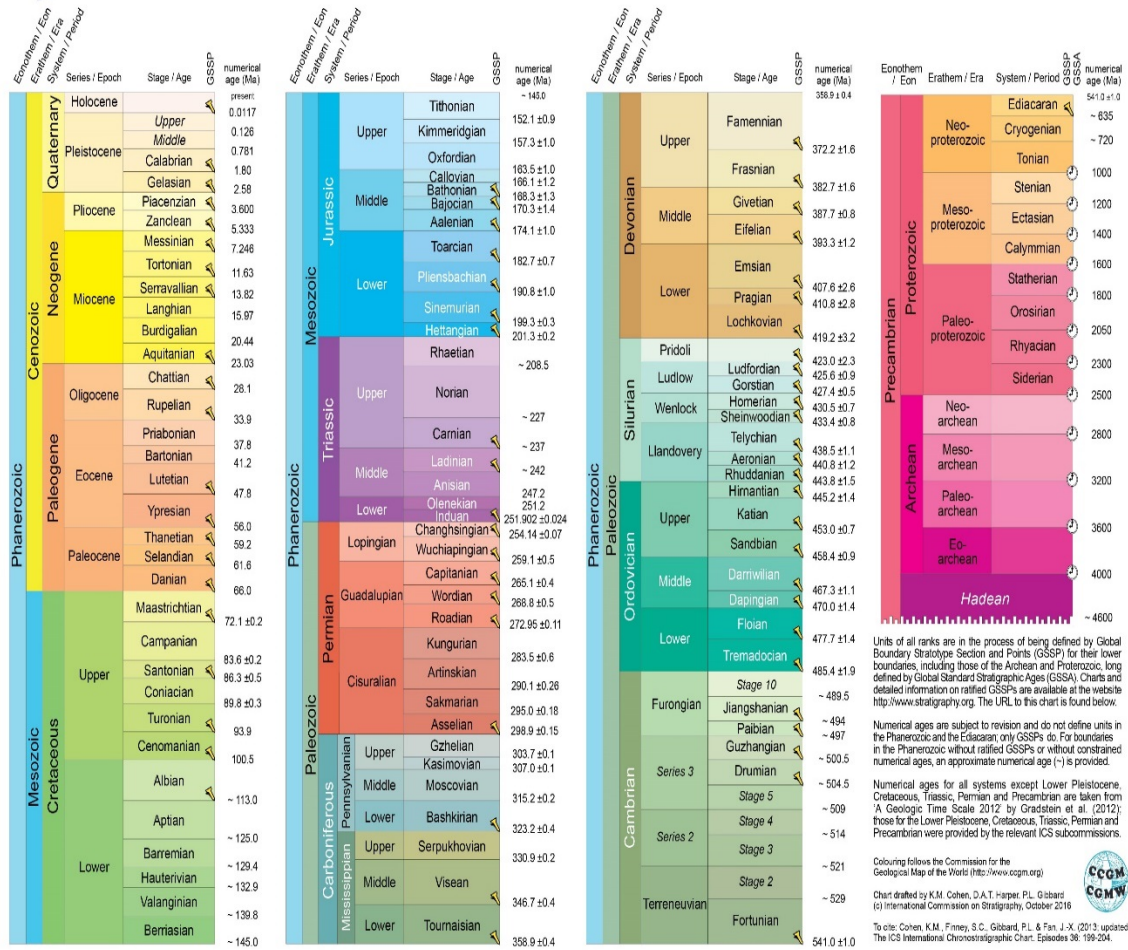 Eonothem / Eon
Erathem / Era
System / Period
Series / Epoch
Stage / Age
GSSP
numerical
age (Ma)
Phanerozoic
Cenozoic
Mesozoic
Quaternary
Neogene
Paleogene
Cretaceous
Holocene
Pleistocene
Pliocene
Miocene
Oligocene
Eocene
Paleocene
Upper
Lower
Upper
Middle
Calabrian
Gelasian
Piacenzian
Zanclean
Messinian
Tortonian
Serravallian
Langhian
Burdigalian
Aquitanian
Chattian
Rupelian
Priabonian
Bartonian
Lutetian
Ypresian
Thanetian
Selandian
Danian
Maastrichtian
Campanian
Santonian
Coniacian
Turonian
Cenomanian
Albian
Aptian
Barremian
Hauterivian
Valanginian
Berriasian
present
0.0117
0.126
0.781
1.80
2.58
3.600
5.333
7.246
11.63
13.82
15.97
20.44
23.03
28.1
33.9
37.8
41.2
47.8
56.0
59.2
61.6
66.0
72.1 ±0.2
83.6 ±0.2
86.3 ±0.5
89.8 ±0.3
93.9
100.5
~ 113.0
~ 125.0
~ 129.4
~ 132.9
~ 139.8
~ 145.0
Eonothem / Eon
Erathem / Era
System / Period
Series / Epoch
Stage / Age
GSSP
numerical
age (Ma)
Phanerozoic
Mesozoic
Paleozoic
Jurassic
Triassic
Permian
Carboniferous
Pennsylvanian
Mississippian
Upper
Middle
Lower
Upper
Middle
Lower
Lopingian
Guadalupian
Cisuralian
Upper
Middle
Lower
Upper
Middle
Lower
Tithonian
Kimmeridgian
Oxfordian
Callovian
Bathonian
Bajocian
Aalenian
Toarcian
Pliensbachian
Sinemurian
Hettangian
Rhaetian
Norian
Carnian
Ladinian
Anisian
Olenekian
Induan
Changhsingian
Wuchiapingian
Capitanian
Wordian
Roadian
Kungurian
Artinskian
Sakmarian
Asselian
Gzhelian
Kasimovian
Moscovian
Bashkirian
Serpukhovian
Visean
Tournaisian
~ 145.0
152.1 ±0.9
157.3 ±1.0
163.5 ±1.0
166.1 ±1.2
168.3 ±1.3
170.3 ±1.4
174.1 ±1.0
182.7 ±0.7
190.8 ±1.0
199.3 ±0.3
201.3 ±0.2
~ 208.5
~ 227
~ 237
~ 242
247.2
251.2
251.902 ±0.024
254.14 ±0.07
259.1 ±0.5
265.1 ±0.4
268.8 ±0.5
272.95 ±0.11
283.5 ±0.6
290.1 ±0.26
295.0 ±0.18
298.9 ±0.15
303.7 ±0.1
307.0 ±0.1
315.2 ±0.2
323.2 ±0.4
330.9 ±0.2
346.7 ±0.4
358.9 ±0.4
Eonothem / Eon
Erathem / Era
System / Period
Series / Epoch
Stage / Age
GSSP
numerical
age (Ma)
Phanerozoic
Paleozoic
Devonian
Silurian
Ordovician
Cambrian
Upper
Middle
Lower
Pridoli
Ludlow
Wenlock
Llandovery
Upper
Middle
Lower
Furongian
Series 3
Series 2
Terreneuvian
Famennian
Frasnian
Givetian
Eifelian
Emsian
Pragian
Lochkovian
Ludfordian
Gorstian
Homerian
Sheinwoodian
Telychian
Aeronian
Rhuddanian
Hirnantian
Katian
Sandbian
Darriwilian
Dapingian
Floian
Tremadocian
Stage 10
Jiangshanian
Paibian
Guzhangian
Drumian
Stage 5
Stage 4
Stage 3
Stage 2
Fortunian
358.9 ± 0.4
372.2 ±1.6
382.7 ±1.6
387.7 ±0.8
393.3 ±1.2
407.6 ±2.6
410.8 ±2.8
419.2 ±3.2
423.0 ±2.3
425.6 ±0.9
427.4 ±0.5
430.5 ±0.7
433.4 ±0.8
438.5 ±1.1
440.8 ±1.2
443.8 ±1.5
445.2 ±1.4
453.0 ±0.7
458.4 ±0.9
467.3 ±1.1
470.0 ±1.4
477.7 ±1.4
485.4 ±1.9
~ 489.5
~ 494
~ 497
~ 500.5
~ 504.5
~ 509
~ 514
~ 521
~ 529
541.0 ±1.0
Eonothem
/ Eon
Erathem / Era
System / Period
GSSP
GSSA
numerical
age (Ma)
Precambrian
Proterozoic
Archean
Neo-
proterozoic
Meso-
proterozoic
Paleo-
proterozoic
Neo-
archean
Meso-
archean
Paleo-
archean
Eo-
archean
Hadean
Ediacaran
Cryogenian
Tonian
Stenian
Ectasian
Calymmian
Statherian
Orosirian
Rhyacian
Siderian
541.0 ±1.0
~ 635
~ 720
1000
1200
1400
1600
1800
2050
2300
2500
2800
3200
3600
4000
~ 4600
Units of all ranks are in the process of being defined by Global
Boundary Stratotype Section and Points (GSSP) for their lower
boundaries, including those of the Archean and Proterozoic, long
defined by Global Standard Stratigraphic Ages (GSSA). Charts and
detailed information on ratified GSSPs are available at the website
http://www.stratigraphy.org. The URL to this chart is found below.
Numerical ages are subject to revision and do not define units in
the Phanerozoic and the Ediacaran; only GSSPs do. For boundaries
in the Phanerozoic without ratified GSSPs or without constrained
numerical ages, an approximate numerical age (~) is provided.
Numerical ages for all systems except Lower Pleistocene,
Cretaceous, Triassic, Permian and Precambrian are taken from
'A Geologic Time Scale 2012' by Gradstein et al. (2012);
those for the Lower Pleistocene, Cretaceous, Triassic, Permian and
Precambrian were provided by the relevant ICS subcommissions.
Colouring follows the Commission for the
Geological Map of the World (http://www.ccgm.org)
Chart drafted by K.M. Cohen, D.A.T. Harper, P.L. Gibbard
(c) International Commission on Stratigraphy, October 2016
CCGM
CGMW
To cite: Cohen, K.M., Finney, S.C., Gibbard, P.L. & Fan, J.-X. (2013; updated
The ICS International Chronostratigraphic Chart. Episodes 36: 199-204.